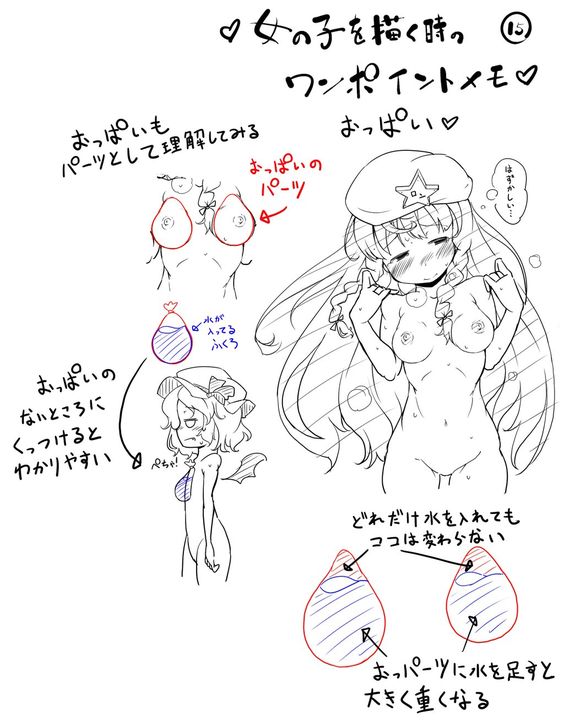 ♡女の子を描く時の ⑮
ワンポイントメモ♡
おっぱい♡
おっぱいも
パーツとして理解してみる
おっぱいの
パーツ
はずかしい…
水が
入ってる
ふくろ
おっぱいの
ないところに
くっつけると
わかりやすい
ぺちゃ!
どれだけ水を入れても
ココは変わらない
おっパーツに水を足すと
大きく重くなる